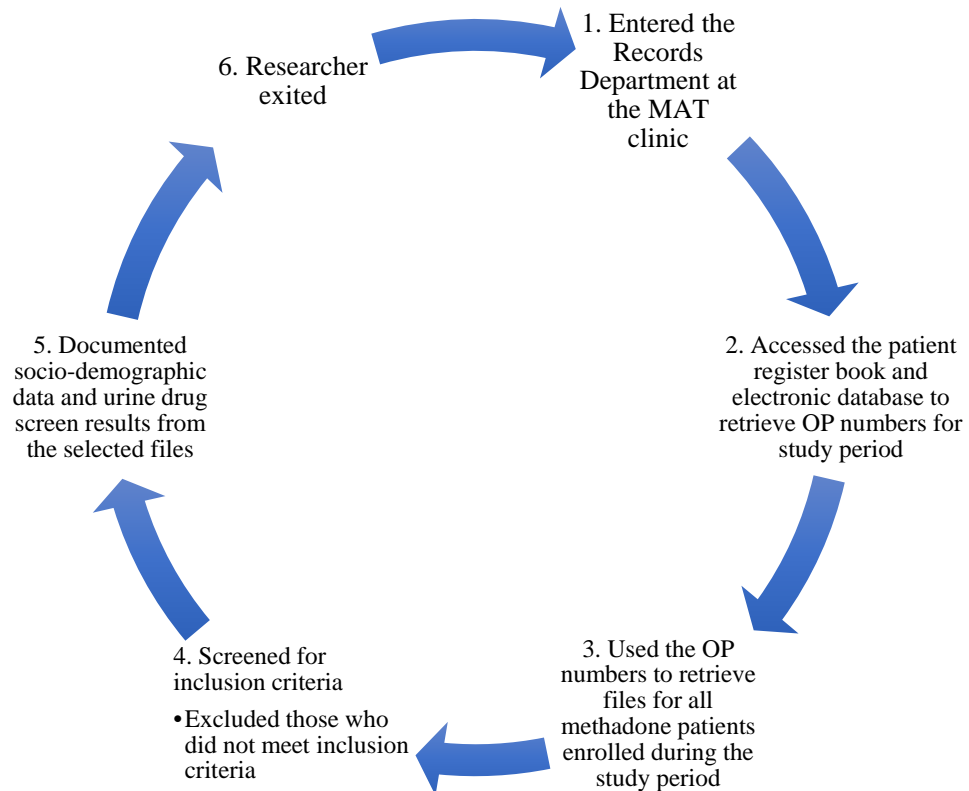 1. Entered the
Records
Department at
the MAT
clinic
2. Accessed the patient
register book and
electronic database to
retrieve OP numbers for
study period
3. Used the OP
numbers to retrieve
files for all
methadone patients
enrolled during the
study period
4. Screened for
inclusion criteria
•Excluded those who
did not meet inclusion
criteria
5. Documented
socio-demographic
data and urine drug
screen results from
the selected files
6. Researcher
exited